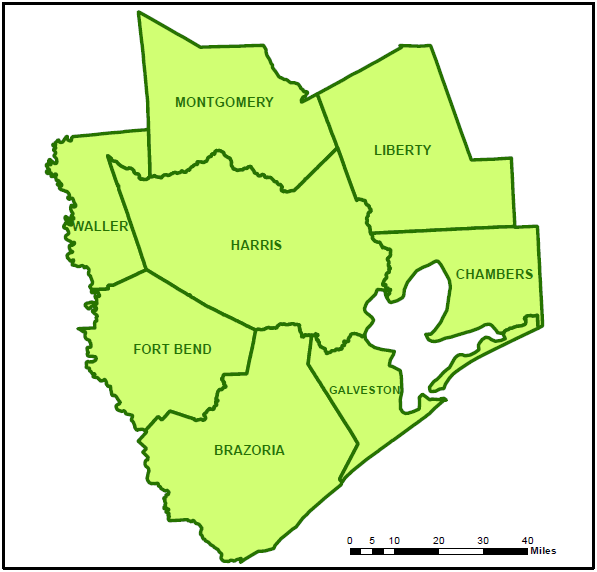 MONTGOMERY
LIBERTY
WALLER
HARRIS
CHAMBERS
FORT BEND
GALVESTON
BRAZORIA
0 5 10 20 30 40
Miles